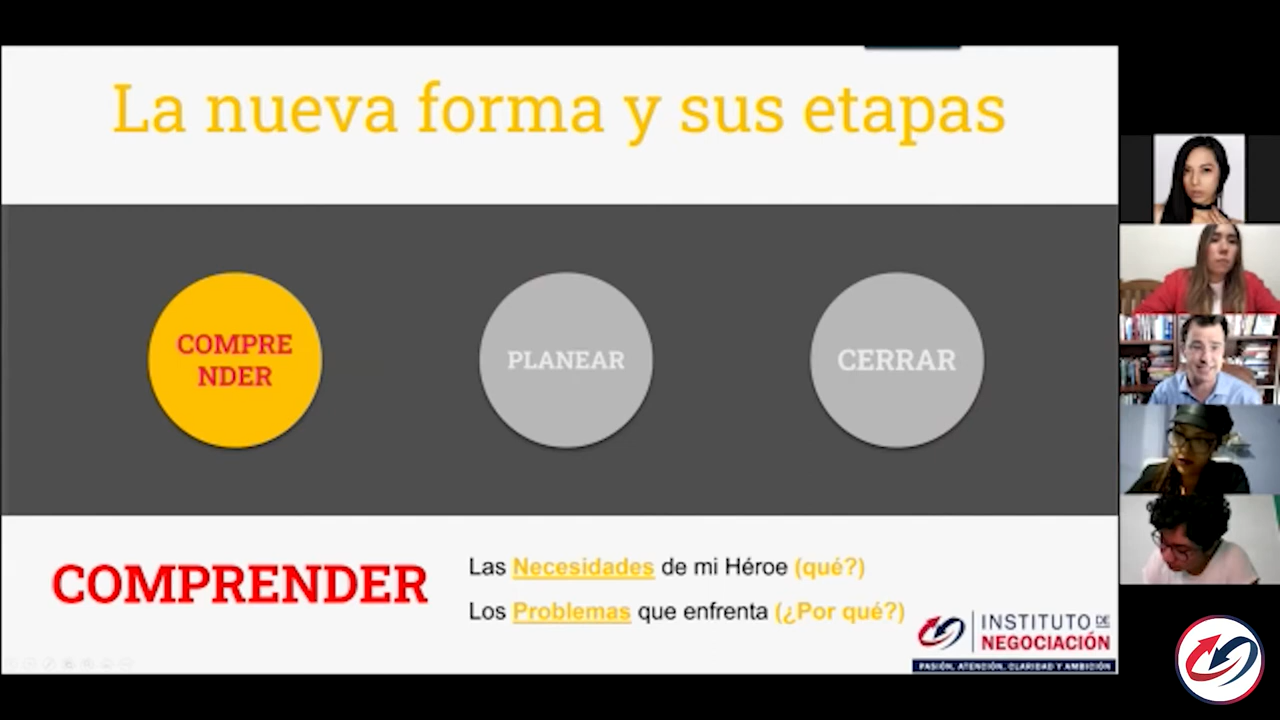 La nueva forma y sus etapas
COMPRE
NDER
PLANEAR
CERRAR
COMPRENDER
Las Necesidades de mi Héroe (qué?)
Los Problemas que enfrenta (¿Por qué?)
INSTITUTO DE
NEGOCIACIÓN
PASIÓN, ATENCIÓN, CLARIDAD Y AMBICIÓN